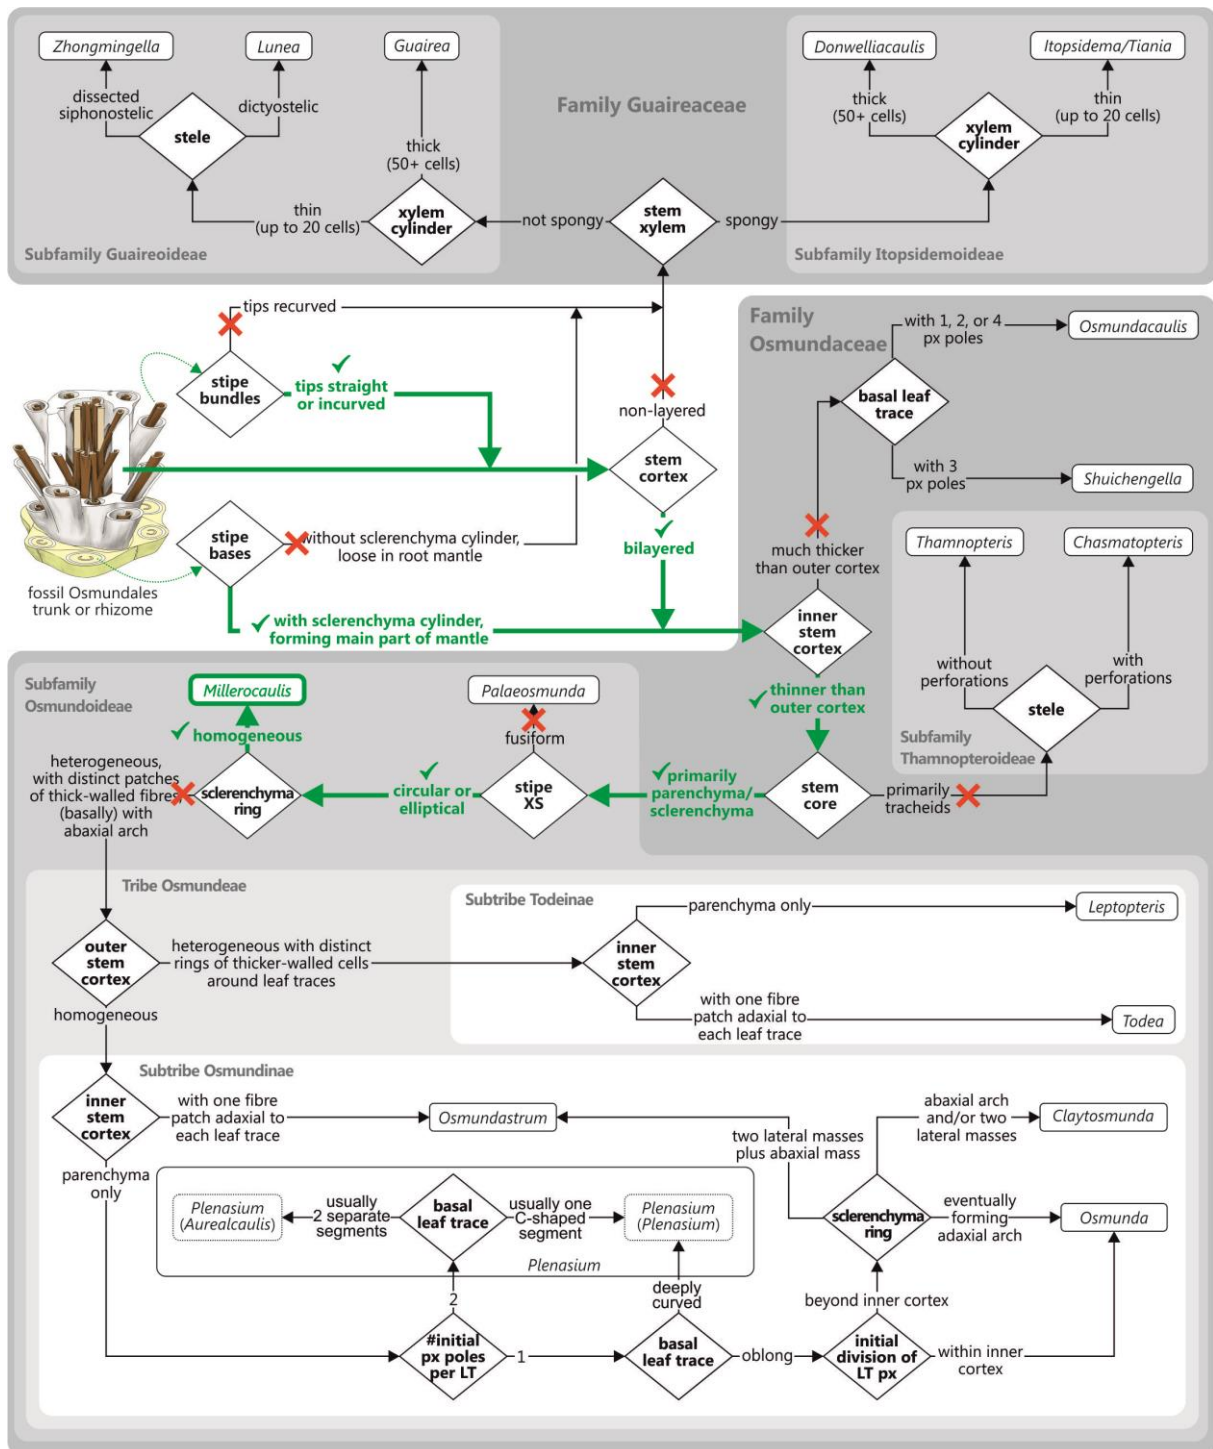 Zhongmingella
Lunea
Guairea
Donwelliacaulis
Itopsidema/Tiania
dissected
siphonostelic
dictyostelic
stele
thick
(50+ cells)
Family Guaireaceae
thick
(50+ cells)
thin
(up to 20 cells)
xylem
cylinder
thin
(up to 20 cells)
xylem
cylinder
not spongy
stem
xylem
spongy
Subfamily Guaireoideae
Subfamily Itopsidemoideae
tips recurved
stipe
bundles
tips straight
or incurved
non-layered
stem
cortex
bilayered
stipe
bases
without sclerenchyma cylinder,
loose in root mantle
fossil Osmundales
trunk or rhizome
with sclerenchyma cylinder,
forming main part of mantle
Family
Osmundaceae
with 1, 2, or 4
px poles
Osmundacaulis
basal leaf
trace
with 3
px poles
Shuichengella
much thicker
than outer cortex
inner
stem
cortex
Thamnopteris
Chasmatopteris
without
perforations
with
perforations
stele
Subfamily
Thamnopteroideae
thinner than
outer cortex
stem
core
primarily
tracheids
primarily
parenchyma/
sclerenchyma
Subfamily
Osmundoideae
Millerocaulis
Palaeosmunda
homogeneous
fusiform
heterogeneous,
with distinct patches
of thick-walled fibres
(basally) with
abaxial arch
sclerenchyma
ring
circular or
elliptical
stipe
XS
Tribe Osmundeae
Subtribe Todeinae
outer
stem
cortex
heterogeneous with distinct
rings of thicker-walled cells
around leaf traces
homogeneous
parenchyma only
Leptopteris
inner
stem
cortex
with one fibre
patch adaxial to
each leaf trace
Todea
Subtribe Osmundinae
inner
stem
cortex
with one fibre
patch adaxial to
each leaf trace
Osmundastrum
parenchyma
only
two lateral masses
plus abaxial mass
abaxial arch
and/or two
lateral masses
Claytosmunda
Plenasium
(Aurealcaulis)
usually
2 separate
segments
basal
leaf trace
usually one
C-shaped
segment
Plenasium
(Plenasium)
Plenasium
sclerenchyma
ring
eventually
forming
adaxial arch
Osmunda
2
deeply
curved
beyond inner cortex
#initial
px poles
per LT
1
basal
leaf trace
oblong
initial
division of
LT px
within inner
cortex